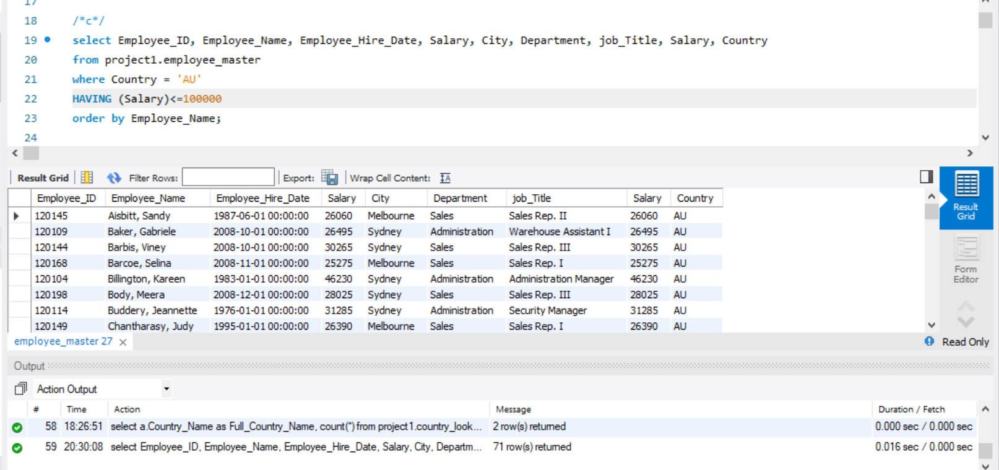 17
18 /*c*/
19 select Employee_ID, Employee_Name, Employee_Hire_Date, Salary, City, Department, job_Title, Salary, Country
20 from project1.employee_master
21 where Country = 'AU'
22 HAVING (Salary)<=100000
23 order by Employee_Name;
24
Result Grid Filter Rows: Export: Wrap Cell Content:
Employee_ID Employee_Name Employee_Hire_Date Salary City Department job_Title Salary Country
120145 Aisbitt, Sandy 1987-06-01 00:00:00 26060 Melbourne Sales Sales Rep. II 26060 AU
120109 Baker, Gabriele 2008-10-01 00:00:00 26495 Sydney Administration Warehouse Assistant I 26495 AU
120144 Barbis, Viney 2008-10-01 00:00:00 30265 Sydney Sales Sales Rep. III 30265 AU
120168 Barcoe, Selina 2008-11-01 00:00:00 25275 Melbourne Sales Sales Rep. I 25275 AU
120104 Billington, Kareen 1983-01-01 00:00:00 46230 Sydney Administration Administration Manager 46230 AU
120198 Body, Meera 2008-12-01 00:00:00 28025 Sydney Sales Sales Rep. III 28025 AU
120114 Buddery, Jeannette 1976-01-01 00:00:00 31285 Sydney Administration Security Manager 31285 AU
120149 Chantharasy, Judy 1995-01-01 00:00:00 26390 Melbourne Sales Sales Rep. I 26390 AU
Result
Grid
Form
Editor
employee_master 27
Read Only
Output
Action Output
# Time Action Message Duration / Fetch
58 18:26:51 select a.Country_Name as Full_Country_Name, count(*) from project1.country_look... 2 row(s) returned 0.000 sec / 0.000 sec
59 20:30:08 select Employee_ID, Employee_Name, Employee_Hire_Date, Salary, City, Departm... 71 row(s) returned 0.016 sec / 0.000 sec